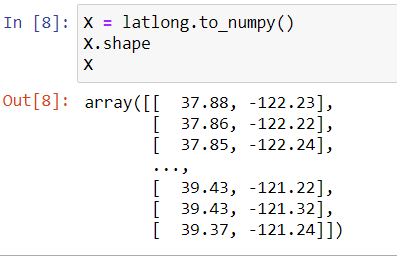 In [8]: X = latlong.to_numpy()
X.shape
X
Out[8]: array([[  37.88, -122.23],
       [  37.86, -122.22],
       [  37.85, -122.24],
       ...,
       [  39.43, -121.22],
       [  39.43, -121.32],
       [  39.37, -121.24]])